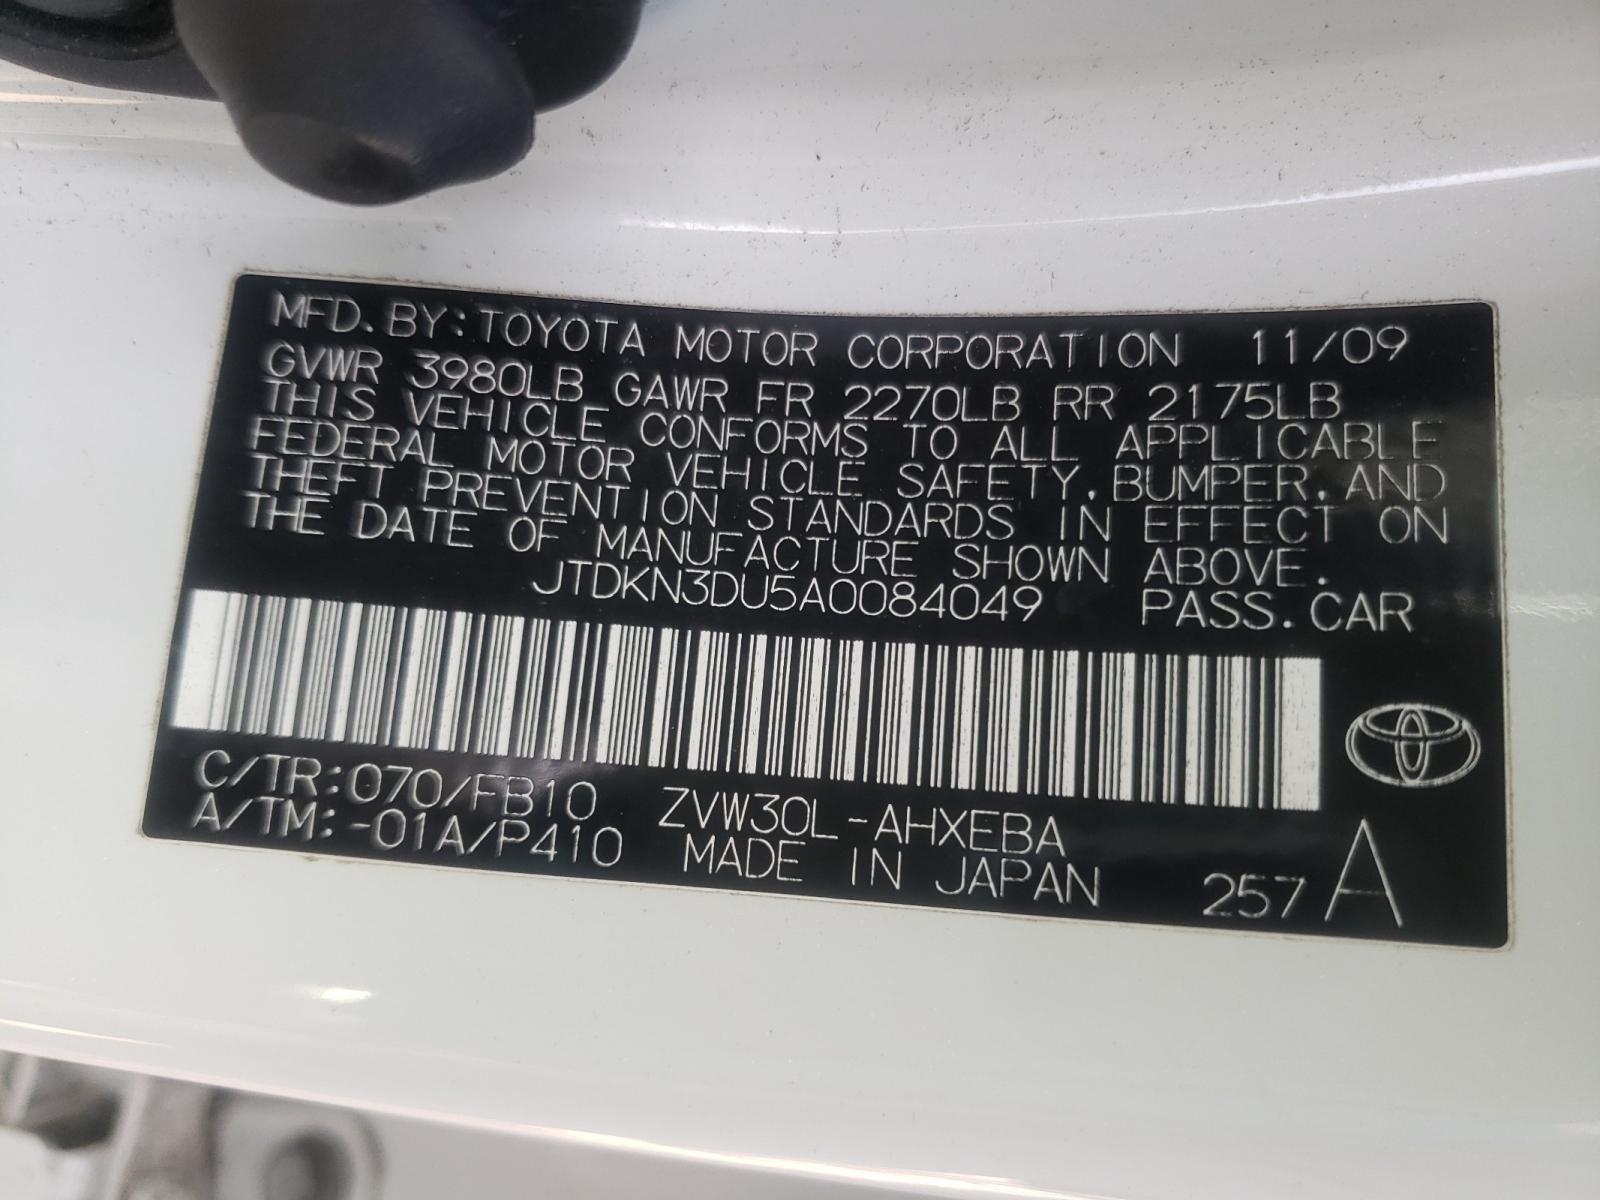 MFD. BY: TOYOTA MOTOR CORPORATION 11/09
GVWR 3980LB GAWR FR 2270LB RR 2175LB
THIS VEHICLE CONFORMS TO ALL APPLICABLE
FEDERAL MOTOR VEHICLE SAFETY, BUMPER, AND
THEFT PREVENTION STANDARDS IN EFFECT ON
THE DATE OF MANUFACTURE SHOWN ABOVE.
JTDKN3DU5A0084049 PASS. CAR
C/TR: 070/FB10 ZVW30L-AHXEBA
A/TM: -01A/P410 MADE IN JAPAN 257 A